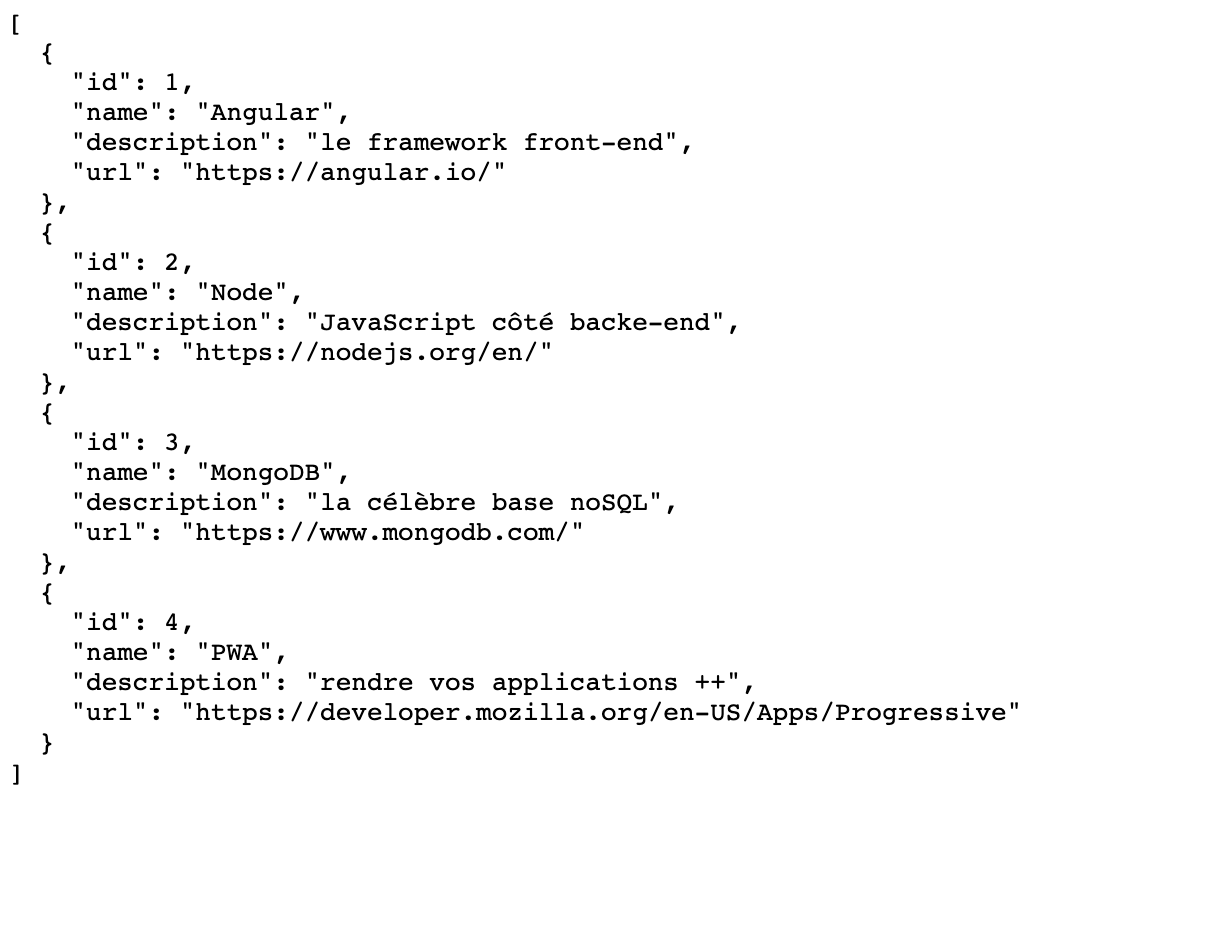 [
  {
    "id": 1,
    "name": "Angular",
    "description": "le framework front-end",
    "url": "https://angular.io/"
  },
  {
    "id": 2,
    "name": "Node",
    "description": "JavaScript côté backe-end",
    "url": "https://nodejs.org/en/"
  },
  {
    "id": 3,
    "name": "MongoDB",
    "description": "la célèbre base noSQL",
    "url": "https://www.mongodb.com/"
  },
  {
    "id": 4,
    "name": "PWA",
    "description": "rendre vos applications ++",
    "url": "https://developer.mozilla.org/en-US/Apps/Progressive"
  }
]